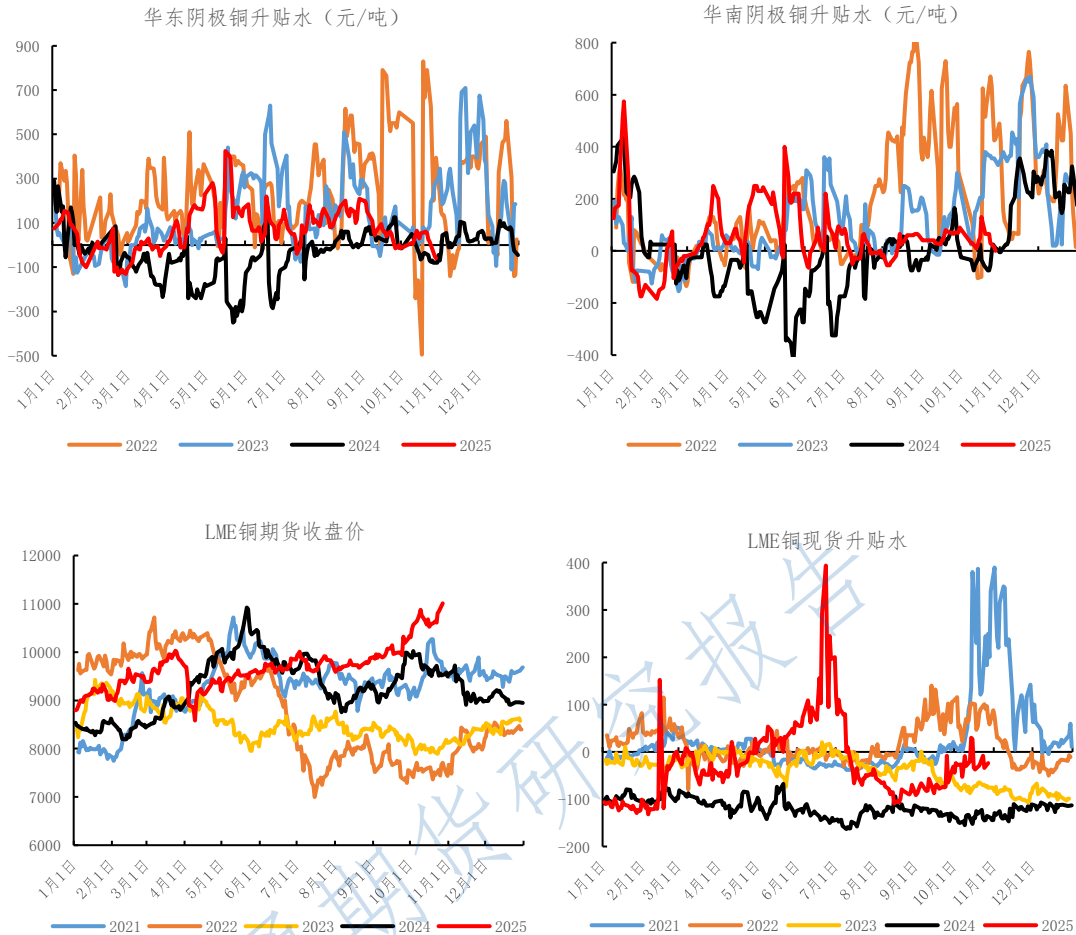 华东阴极铜升贴水（元/吨）
900
700
500
300
100
-100
-300
-500
1月1日
2月1日
3月1日
4月1日
5月1日
6月1日
7月1日
8月1日
9月1日
10月1日
11月1日
12月1日
2022 2023 2024 2025
华南阴极铜升贴水（元/吨）
800
600
400
200
0
-200
-400
1月1日
2月1日
3月1日
4月1日
5月1日
6月1日
7月1日
8月1日
9月1日
10月1日
11月1日
12月1日
2022 2023 2024 2025
LME铜期货收盘价
12000
11000
10000
9000
8000
7000
6000
1月1日
2月1日
3月1日
4月1日
5月1日
6月1日
7月1日
8月1日
9月1日
10月1日
11月1日
12月1日
2021 2022 2023 2024 2025
LME铜现货升贴水
400
300
200
100
0
-100
-200
1月1日
2月1日
3月1日
4月1日
5月1日
6月1日
7月1日
8月1日
9月1日
10月1日
11月1日
12月1日
2021 2022 2023 2024 2025
期货研究报告